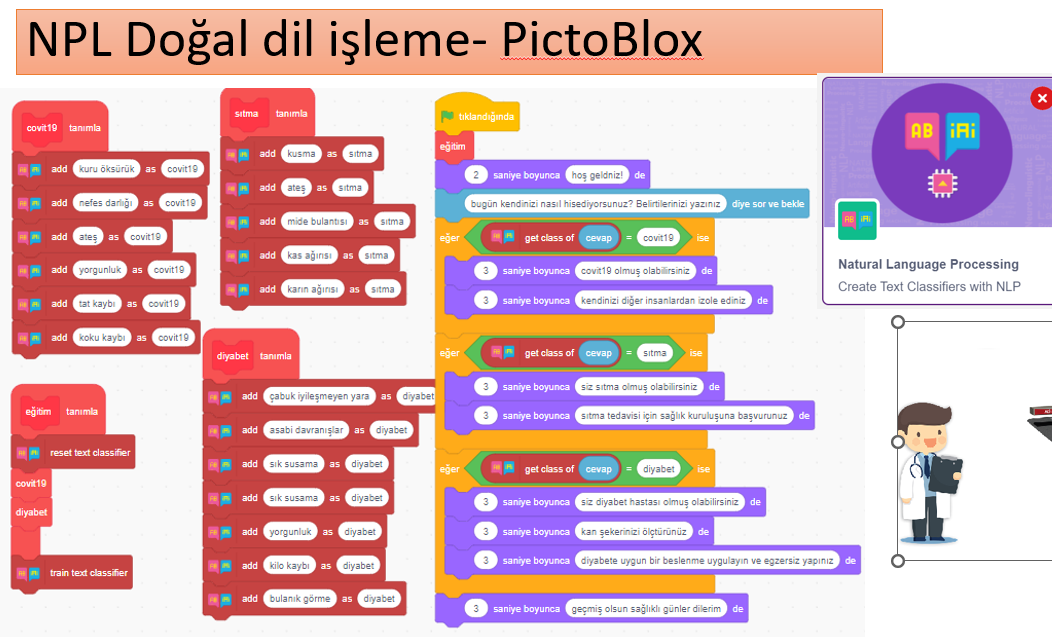 NPL Doğal dil işleme- PictoBlox
covit19 tanımla
add kuru öksürük as covit19
add nefes darlığı as covit19
add ateş as covit19
add yorgunluk as covit19
add tat kaybı as covit19
add koku kaybı as covit19
eğitim tanımla
reset text classifier
covit19
diyabet
train text classifier
sıtma tanımla
add kusma as sıtma
add ateş as sıtma
add mide bulantısı as sıtma
add kas ağırısı as sıtma
add karın ağırısı as sıtma
diyabet tanımla
add çabuk iyileşmeyen yara as diyabet
add asabi davranışlar as diyabet
add sık susama as diyabet
add sık susama as diyabet
add yorgunluk as diyabet
add kilo kaybı as diyabet
add bulanık görme as diyabet
tıklandığında
eğitim
2 saniye boyunca hoş geldniz! de
bugün kendinizi nasıl hisediyorsunuz? Belirtilerinizi yazınız diye sor ve bekle
eğer get class of cevap = covit19 ise
3 saniye boyunca covit19 olmuş olabilirsiniz de
3 saniye boyunca kendinizi diğer insanlardan izole ediniz de
eğer get class of cevap = sıtma ise
3 saniye boyunca siz sıtma olmuş olabilirsiniz de
3 saniye boyunca sıtma tedavisi için sağlık kuruluşuna başvurunuz de
eğer get class of cevap = diyabet ise
3 saniye boyunca siz diyabet hastası olmuş olabilirsiniz de
3 saniye boyunca kan şekerinizi ölçtürünüz de
3 saniye boyunca diyabete uygun bir beslenme uygulayın ve egzersiz yapınız de
3 saniye boyunca geçmiş olsun sağlıklı günler dilerim de
AB
Natural Language Processing
Create Text Classifiers with NLP